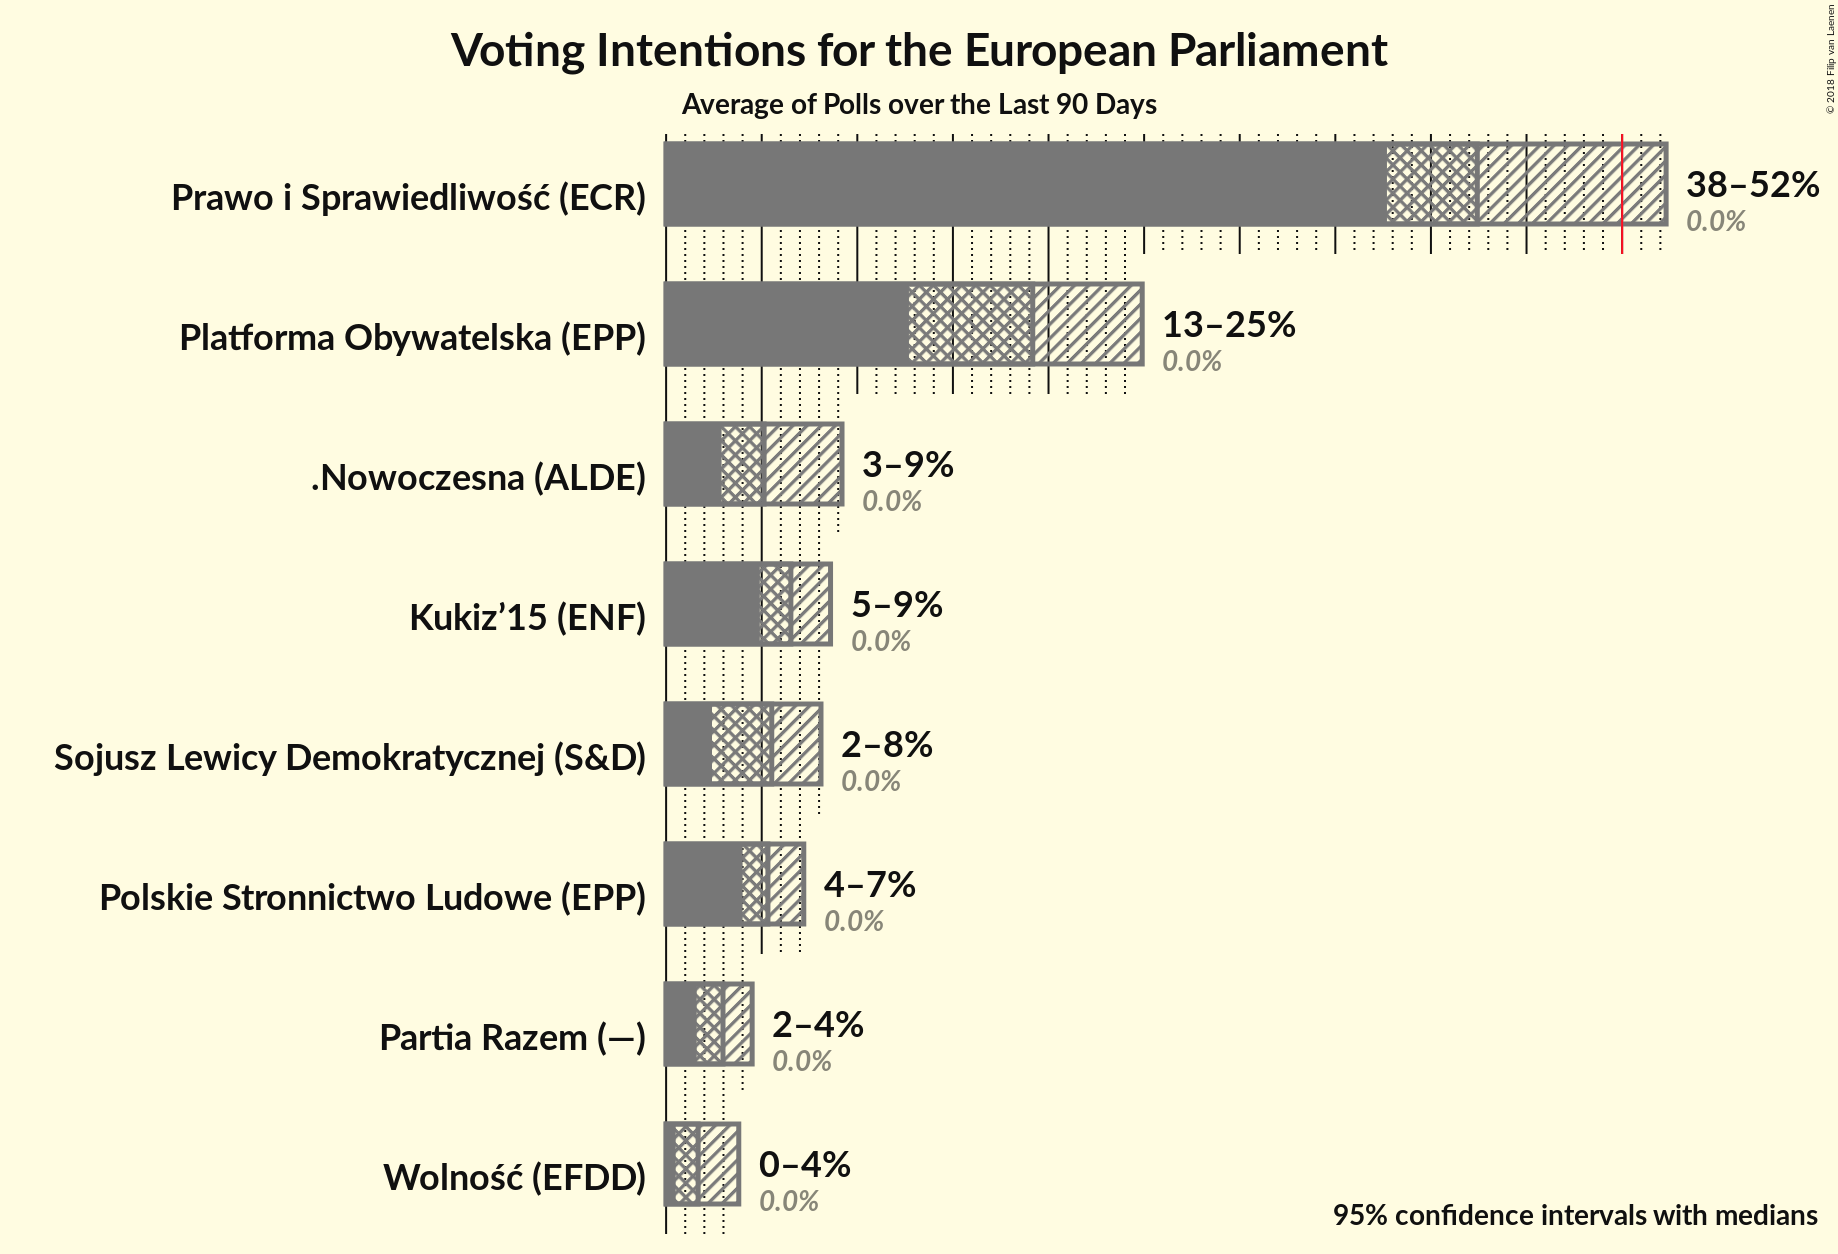 Voting Intentions for the European Parliament
Average of Polls over the Last 90 Days
© 2018 Filip van Laenen
Prawo i Sprawiedliwość (ECR)
38–52%
0.0%
Platforma Obywatelska (EPP)
13–25%
0.0%
.Nowoczesna (ALDE)
3–9%
0.0%
Kukiz’15 (ENF)
5–9%
0.0%
Sojusz Lewicy Demokratycznej (S&D)
2–8%
0.0%
Polskie Stronnictwo Ludowe (EPP)
4–7%
0.0%
Partia Razem (—)
2–4%
0.0%
Wolność (EFDD)
0–4%
0.0%
95% confidence intervals with medians